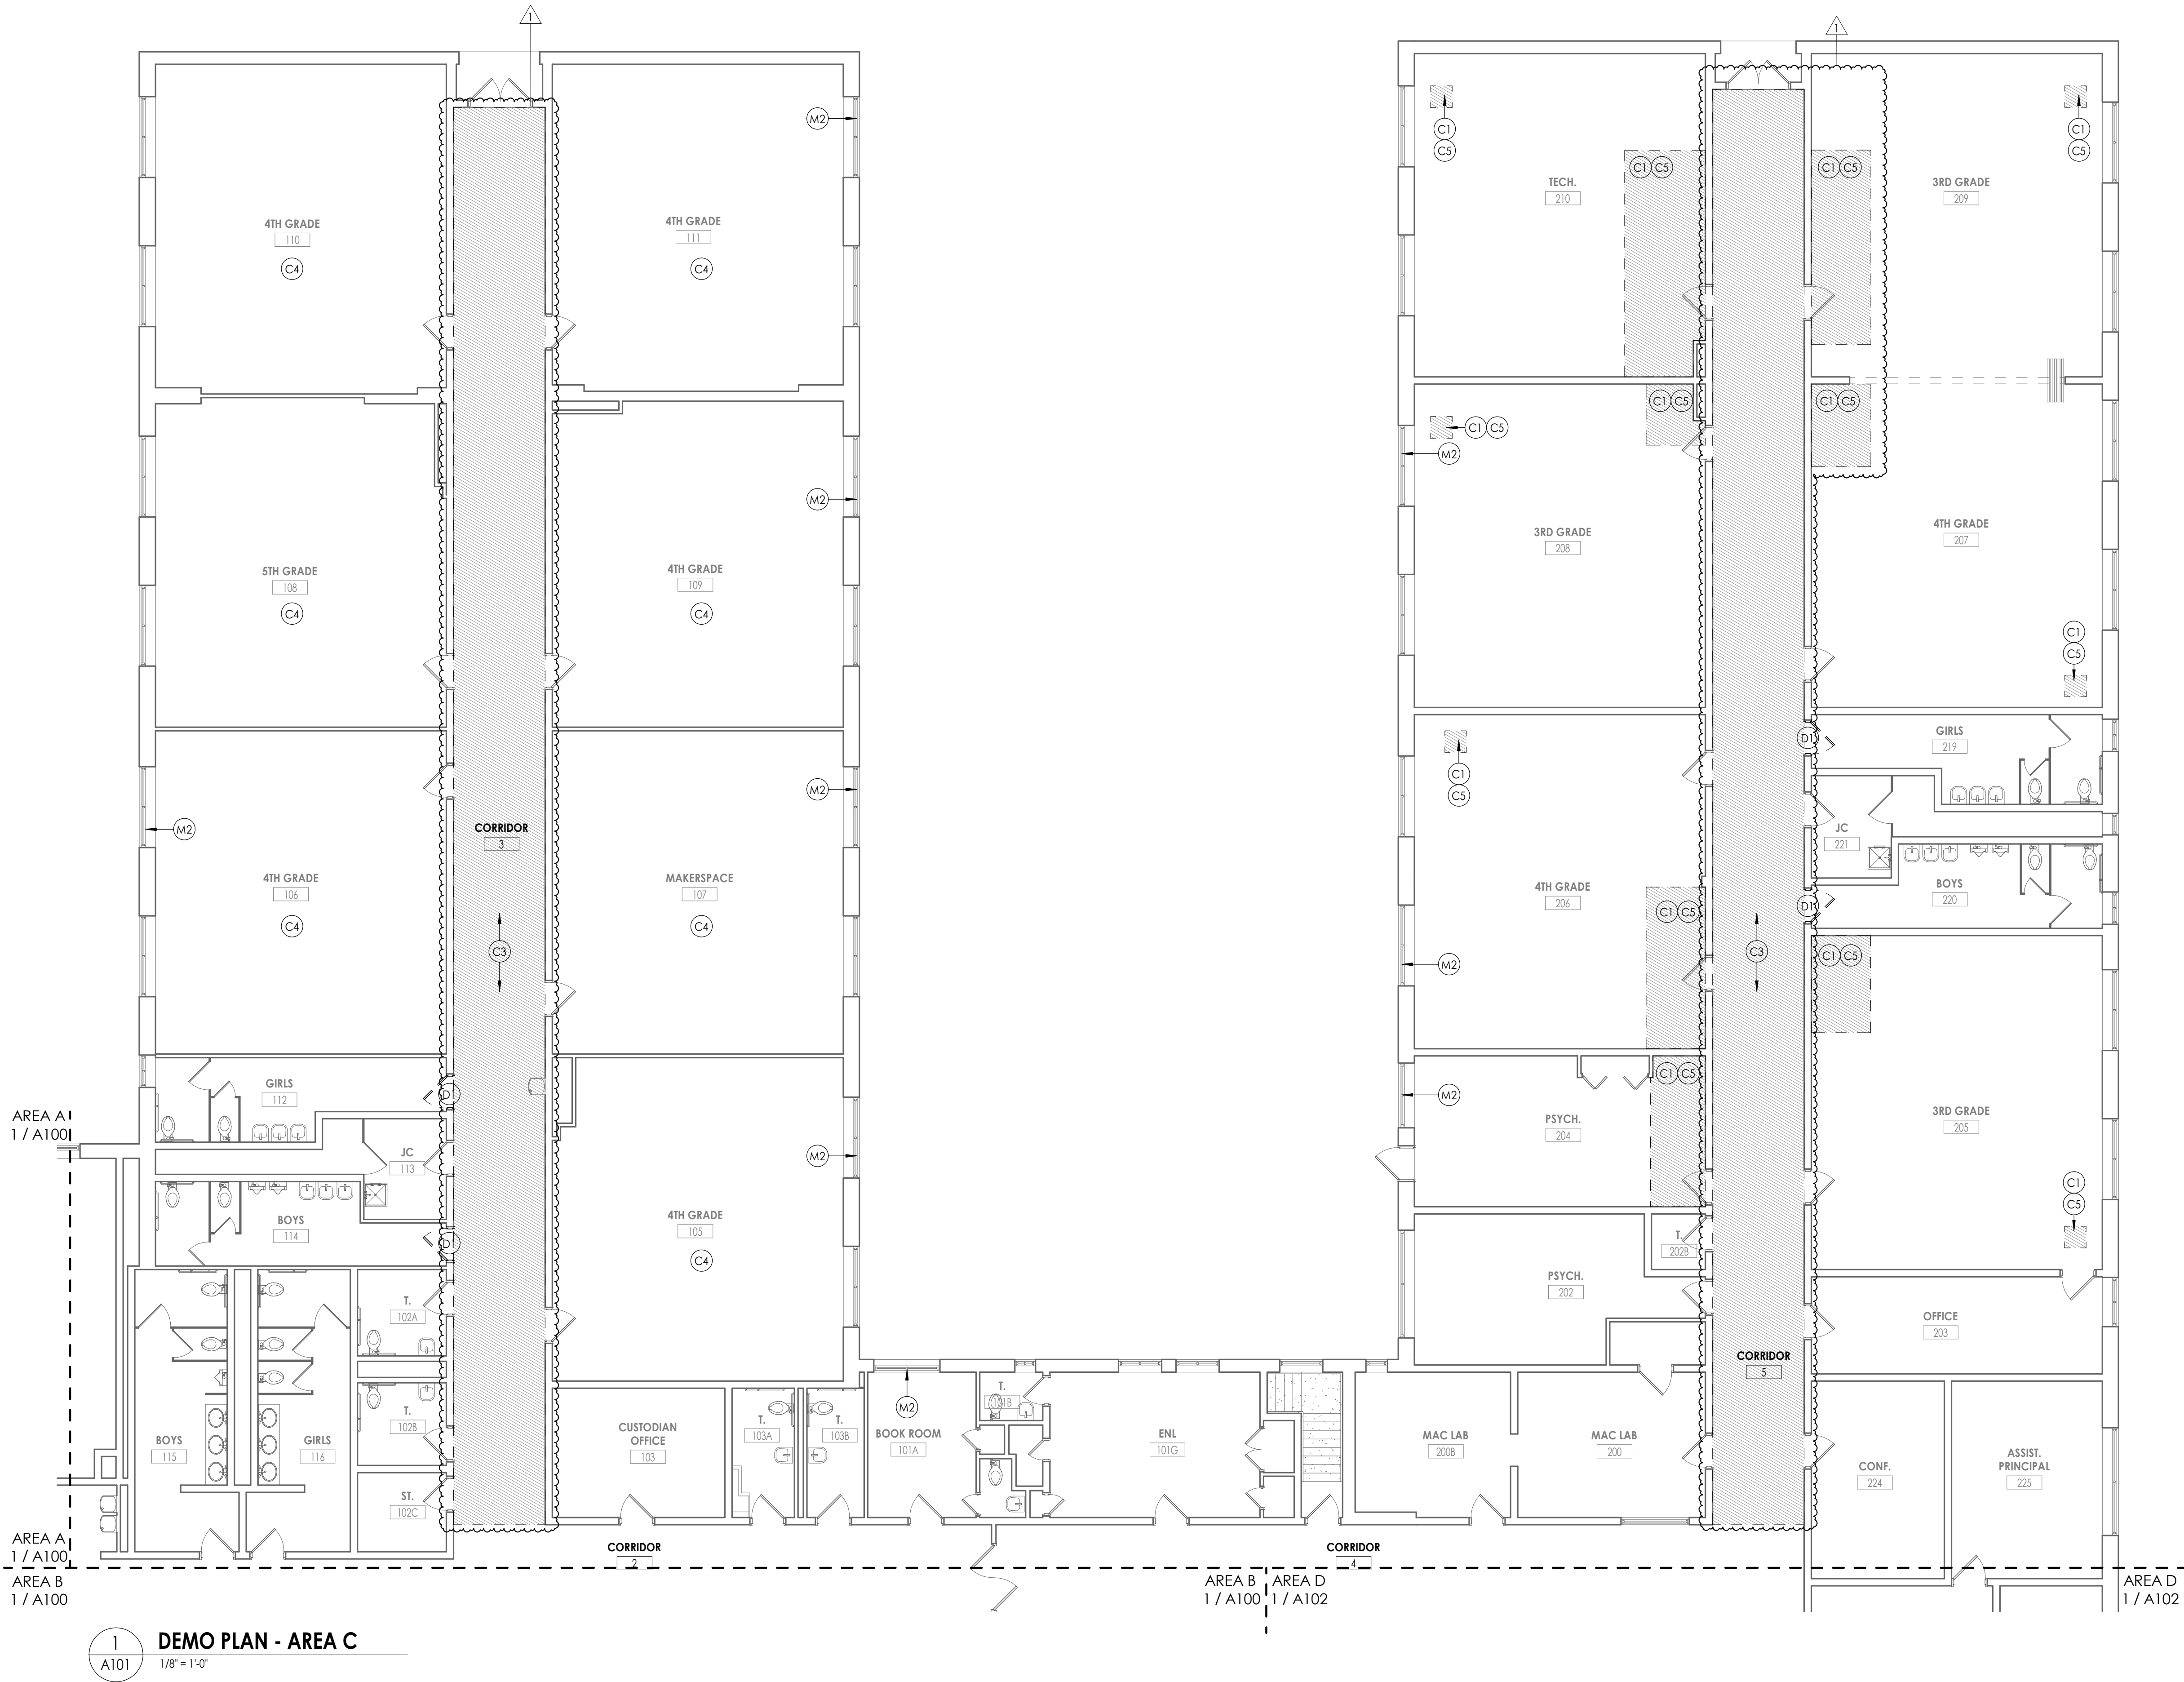 1
1
M2
C1
C5
C1
C5
C1 C5
C1 C5
4TH GRADE
110
C4
4TH GRADE
111
C4
TECH.
210
3RD GRADE
209
C1 C5
C1 C5
C1 C5
M2
M2
5TH GRADE
108
C4
4TH GRADE
109
C4
3RD GRADE
208
4TH GRADE
207
C1
C5
D1
GIRLS
219
C1
C5
M2
M2
CORRIDOR
3
JC
221
4TH GRADE
106
C4
MAKERSPACE
107
C4
4TH GRADE
206
C1 C5
BOYS
220
D1
C3
C3
M2
C1 C5
GIRLS
112
D1
C1 C5
M2
AREA A
1 / A100
PSYCH.
204
3RD GRADE
205
JC
113
M2
C1
C5
BOYS
114
D1
4TH GRADE
105
C4
T.
202B
PSYCH.
202
T.
102A
OFFICE
203
CORRIDOR
5
T.
101B
M2
T.
102B
CUSTODIAN
OFFICE
103
T.
103A
T.
103B
BOOK ROOM
101A
ENL
101G
MAC LAB
200B
MAC LAB
200
BOYS
115
GIRLS
116
CONF.
224
ASSIST.
PRINCIPAL
225
ST.
102C
AREA A
1 / A100
CORRIDOR
2
CORRIDOR
4
AREA B
1 / A100
AREA B
1 / A100
AREA D
1 / A102
AREA D
1 / A102
1
A101
DEMO PLAN - AREA C
1/8" = 1'-0"